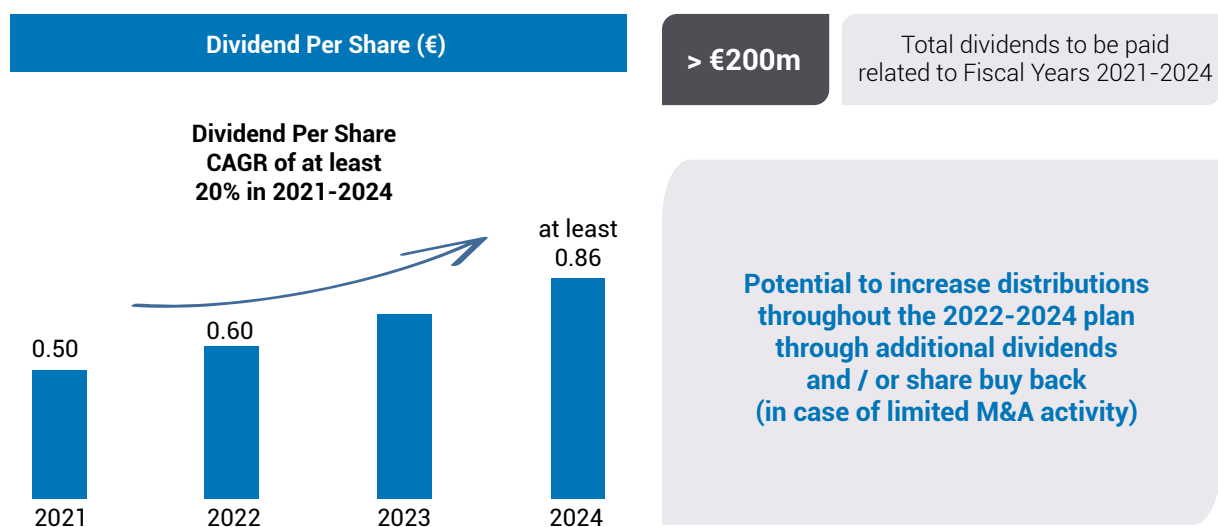 Dividend Per Share (€)
Dividend Per Share
CAGR of at least
20% in 2021-2024
0.50
0.60
at least
0.86
2021
2022
2023
2024
> €200m
Total dividends to be paid
related to Fiscal Years 2021-2024
Potential to increase distributions
throughout the 2022-2024 plan
through additional dividends
and / or share buy back
(in case of limited M&A activity)